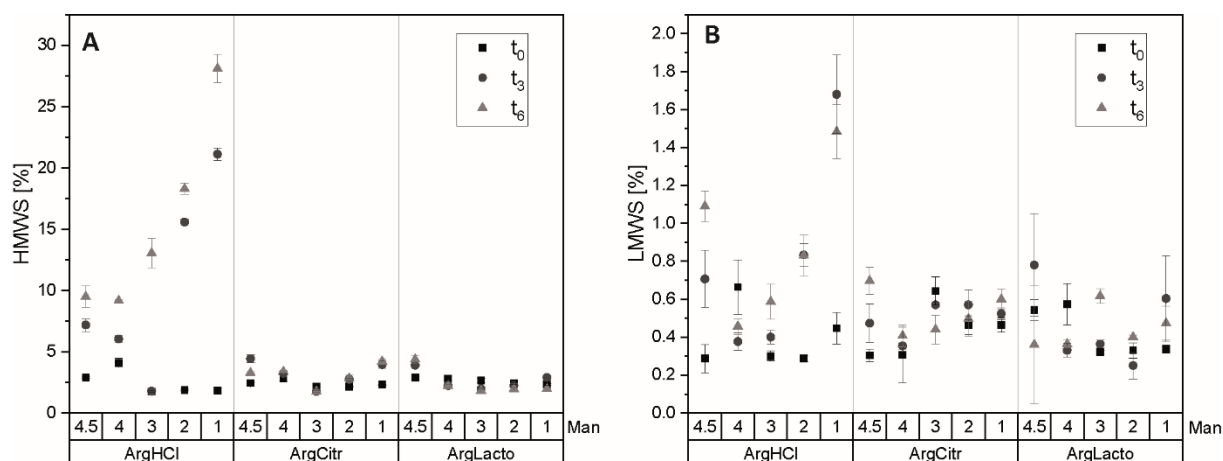 A
HMWS [%]
30
25
20
15
10
5
0
t₀
t₃
t₆
4.5 4 3 2 1 4.5 4 3 2 1 4.5 4 3 2 1 Man
ArgHCl ArgCitr ArgLacto
B
LMWS [%]
2.0
1.8
1.6
1.4
1.2
1.0
0.8
0.6
0.4
0.2
0.0
t₀
t₃
t₆
4.5 4 3 2 1 4.5 4 3 2 1 4.5 4 3 2 1 Man
ArgHCl ArgCitr ArgLacto